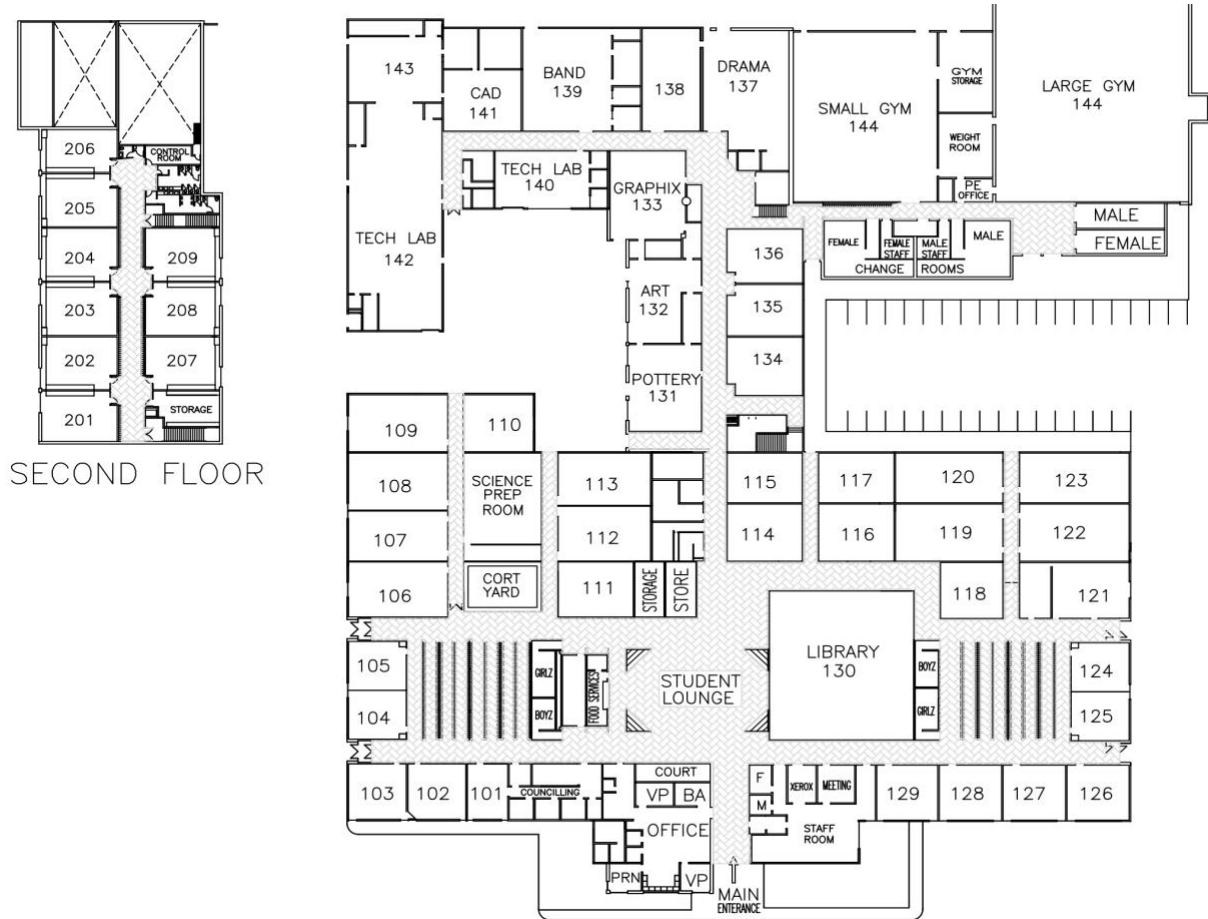 206
CONTROL
ROOM
205
204
209
203
208
202
207
201
STORAGE
SECOND FLOOR
143
CAD
141
BAND
139
138
DRAMA
137
SMALL GYM
144
GYM
STORAGE
WEIGHT
ROOM
PE
OFFICE
LARGE GYM
144
TECH LAB
140
GRAPHIX
133
TECH LAB
142
136
FEMALE
FEMALE
STAFF
MALE
STAFF
MALE
CHANGE ROOMS
MALE
FEMALE
ART
132
135
134
POTTERY
131
109
110
108
SCIENCE
PREP
ROOM
113
115
117
120
123
107
112
114
116
119
122
106
CORT
YARD
111
STORAGE
STORE
118
121
105
GIRLZ
FOOD SERVICES
STUDENT
LOUNGE
LIBRARY
130
BOYZ
124
104
BOYZ
GIRLZ
125
103
102
101
COUNCILLING
COURT
VP
BA
OFFICE
PRN
VP
MAIN
ENTRANCE
F
M
XEROX
MEETING
STAFF
ROOM
129
128
127
126